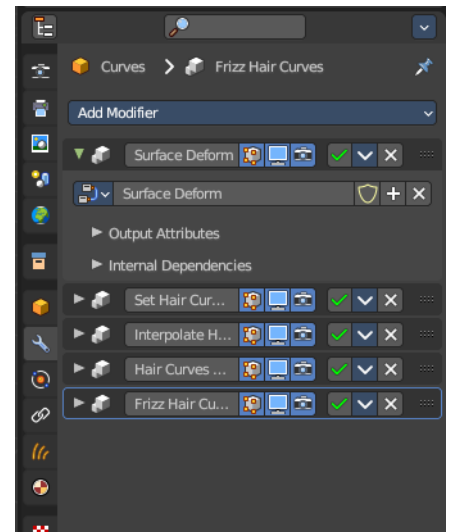 Curves Frizz Hair Curves
Add Modifier
Surface Deform
Surface Deform
Output Attributes
Internal Dependencies
Set Hair Cur...
Interpolate H...
Hair Curves ...
Frizz Hair Cu...